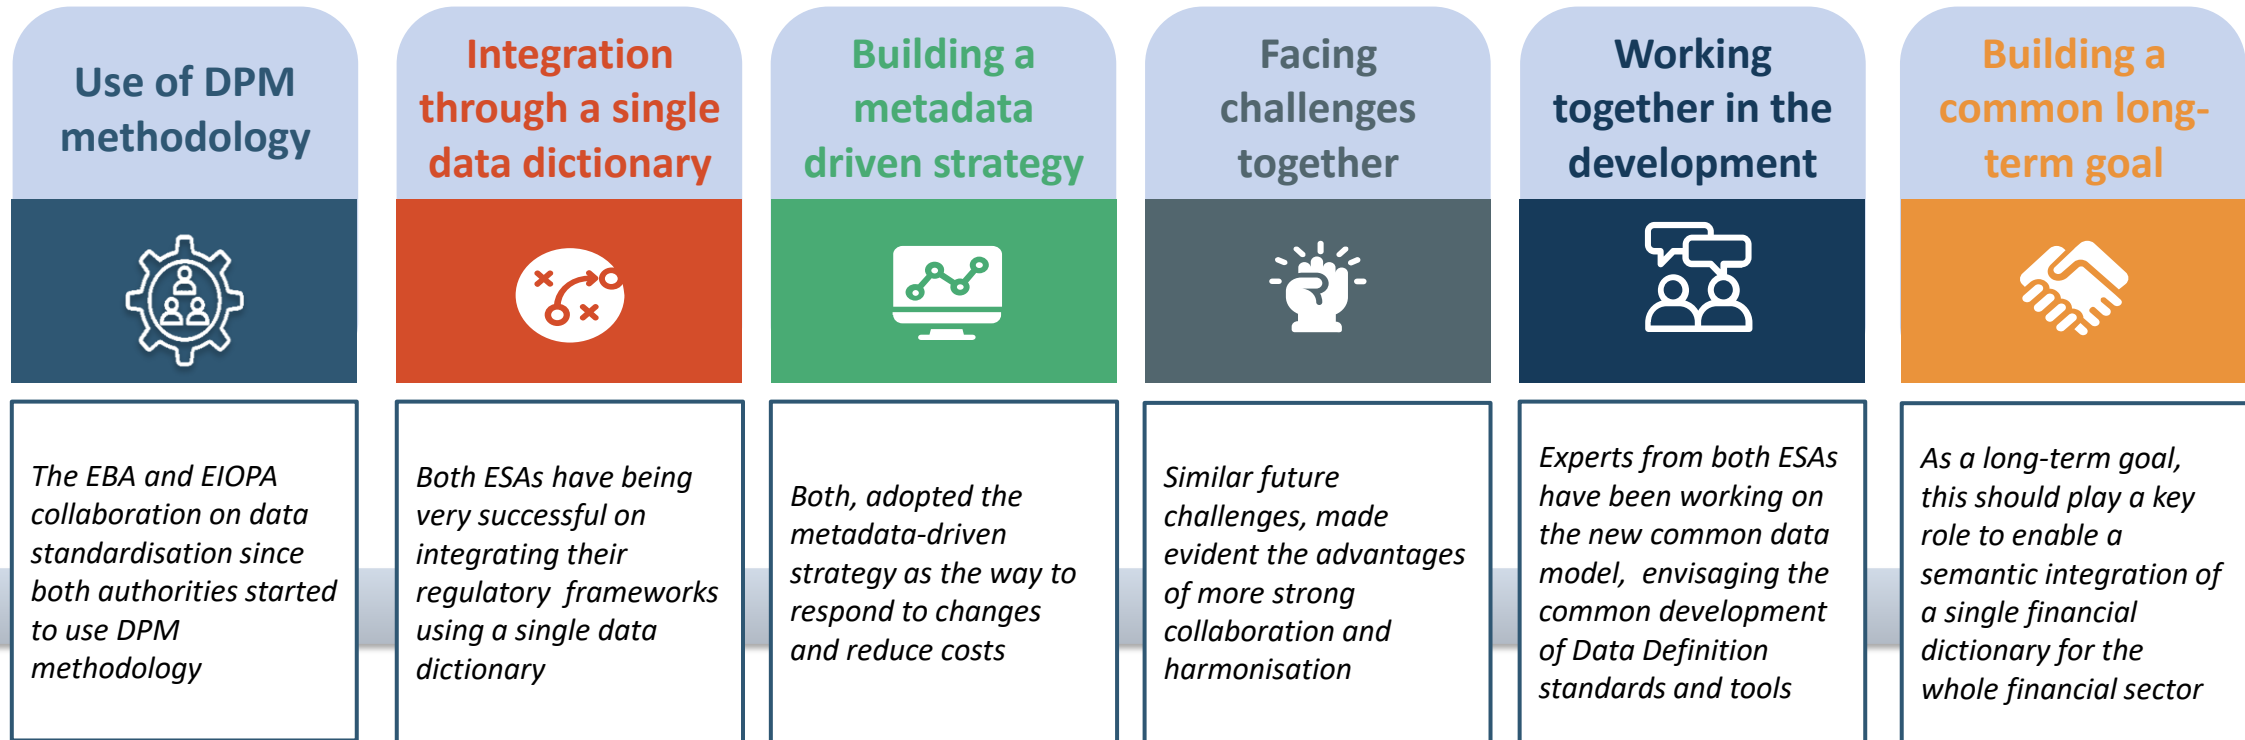 Use of DPM
methodology
The EBA and EIOPA
collaboration on data
standardisation since
both authorities started
to use DPM
methodology
Integration
through a single
data dictionary
Both ESAs have being
very successful on
integrating their
regulatory frameworks
using a single data
dictionary
Building a
metadata
driven strategy
Both, adopted the
metadata-driven
strategy as the way to
respond to changes
and reduce costs
Facing
challenges
together
Similar future
challenges, made
evident the advantages
of more strong
collaboration and
harmonisation
Working
together in the
development
Experts from both ESAs
have been working on
the new common data
model, envisaging the
common development
of Data Definition
standards and tools
Building a
common long-
term goal
As a long-term goal,
this should play a key
role to enable a
semantic integration of
a single financial
dictionary for the
whole financial sector